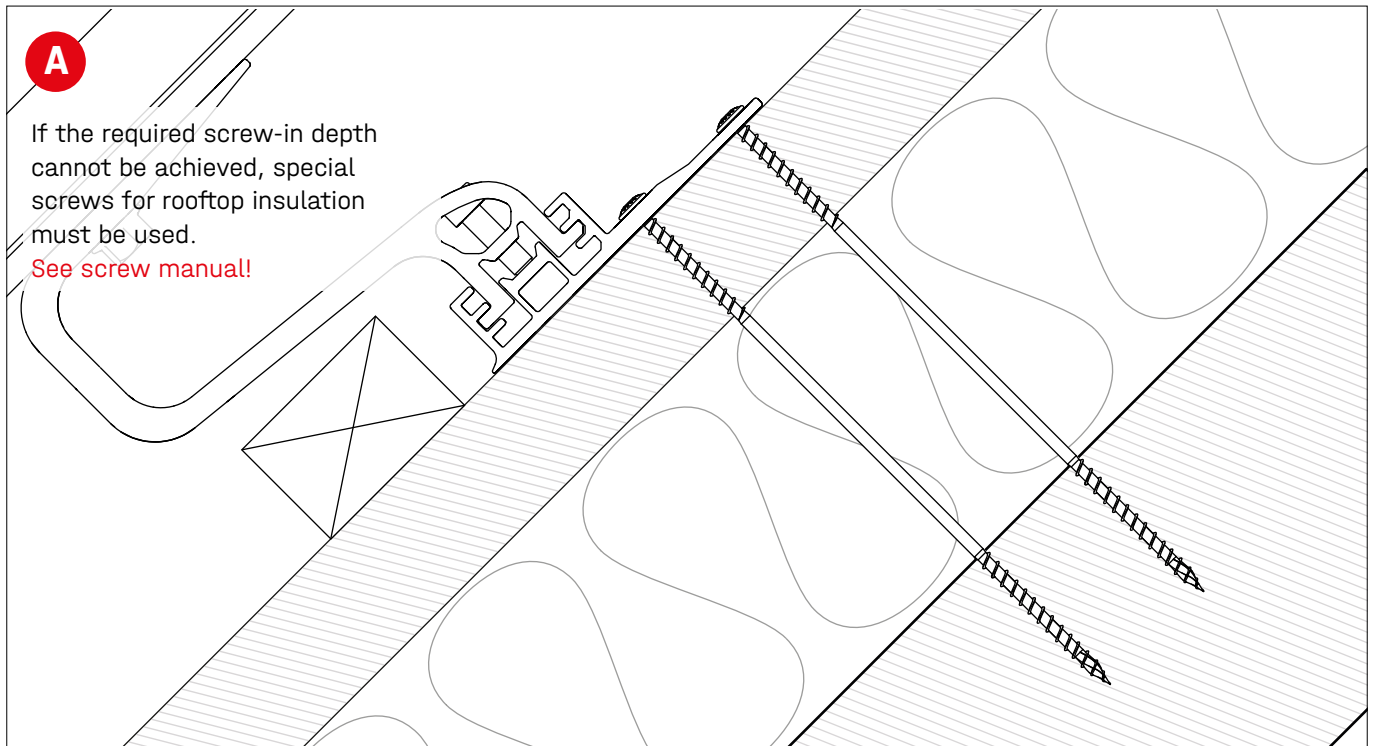 A
If the required screw-in depth
cannot be achieved, special
screws for rooftop insulation
must be used.
See screw manual!